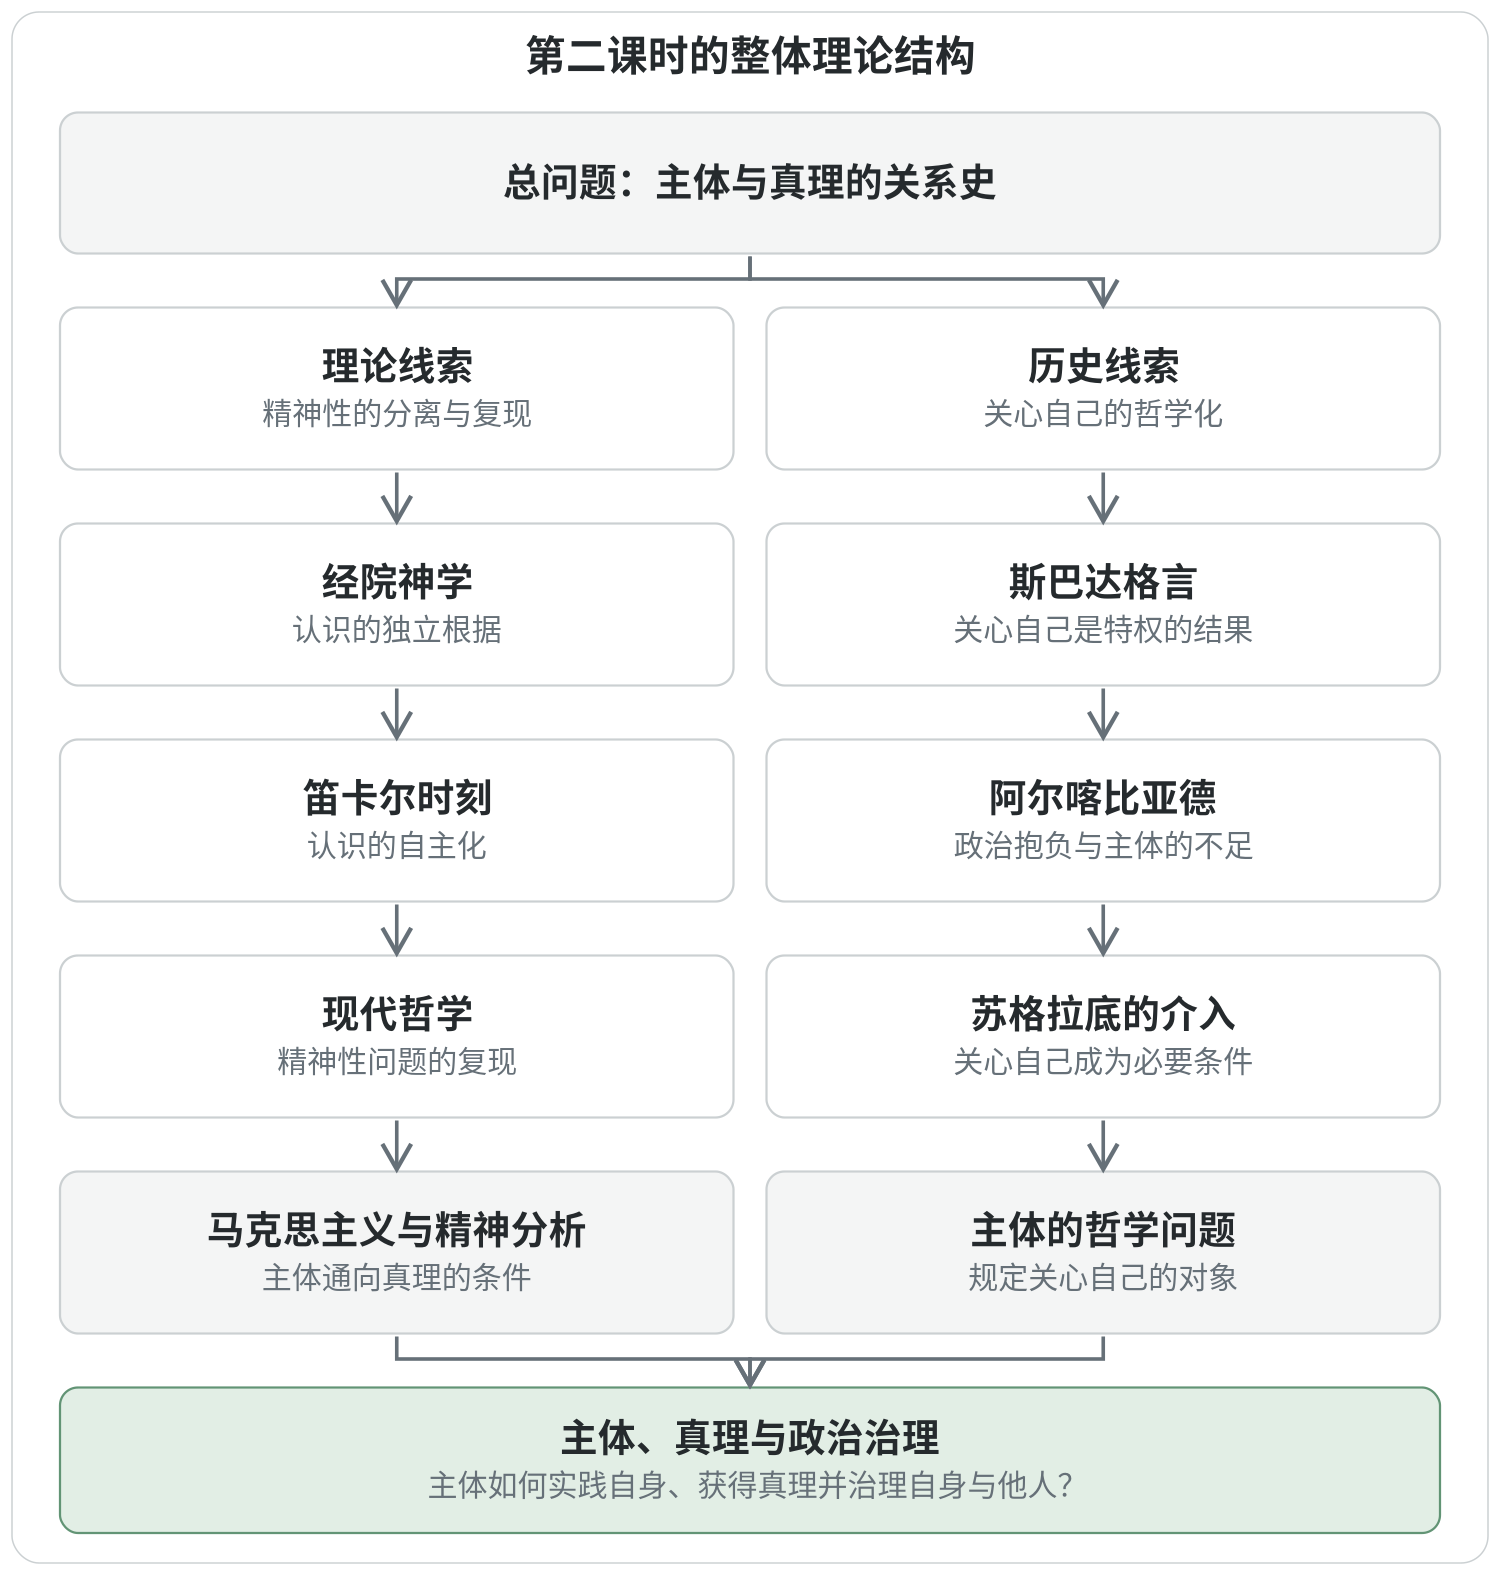 第二课时的整体理论结构
总问题：主体与真理的关系史
理论线索
精神性的分离与复现
历史线索
关心自己的哲学化
经院神学
认识的独立根据
斯巴达格言
关心自己是特权的结果
笛卡尔时刻
认识的自主化
阿尔喀比亚德
政治抱负与主体的不足
现代哲学
精神性问题的复现
苏格拉底的介入
关心自己成为必要条件
马克思主义与精神分析
主体通向真理的条件
主体的哲学问题
规定关心自己的对象
主体、真理与政治治理
主体如何实践自身、获得真理并治理自身与他人？